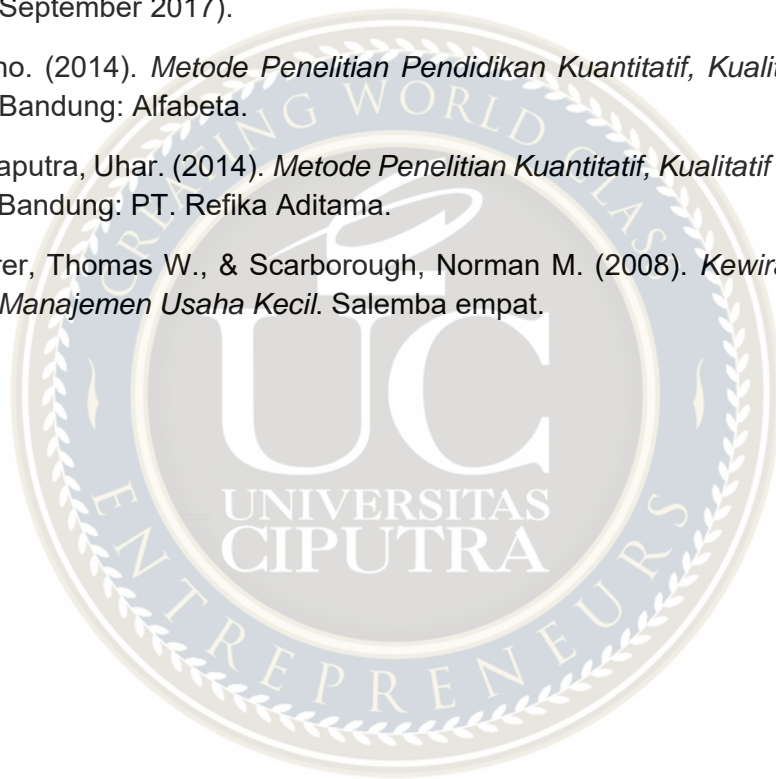 September 2017).
no. (2014). Metode Penelitian Pendidikan Kuantitatif, Kualit
Bandung: Alfabeta.
aputra, Uhar. (2014). Metode Penelitian Kuantitatif, Kualitatif
Bandung: PT. Refika Aditama.
rer, Thomas W., & Scarborough, Norman M. (2008). Kewira
Manajemen Usaha Kecil. Salemba empat.
CREATING WORLD CLASS
UC
UNIVERSITAS
CIPUTRA
ENTREPRENEURS